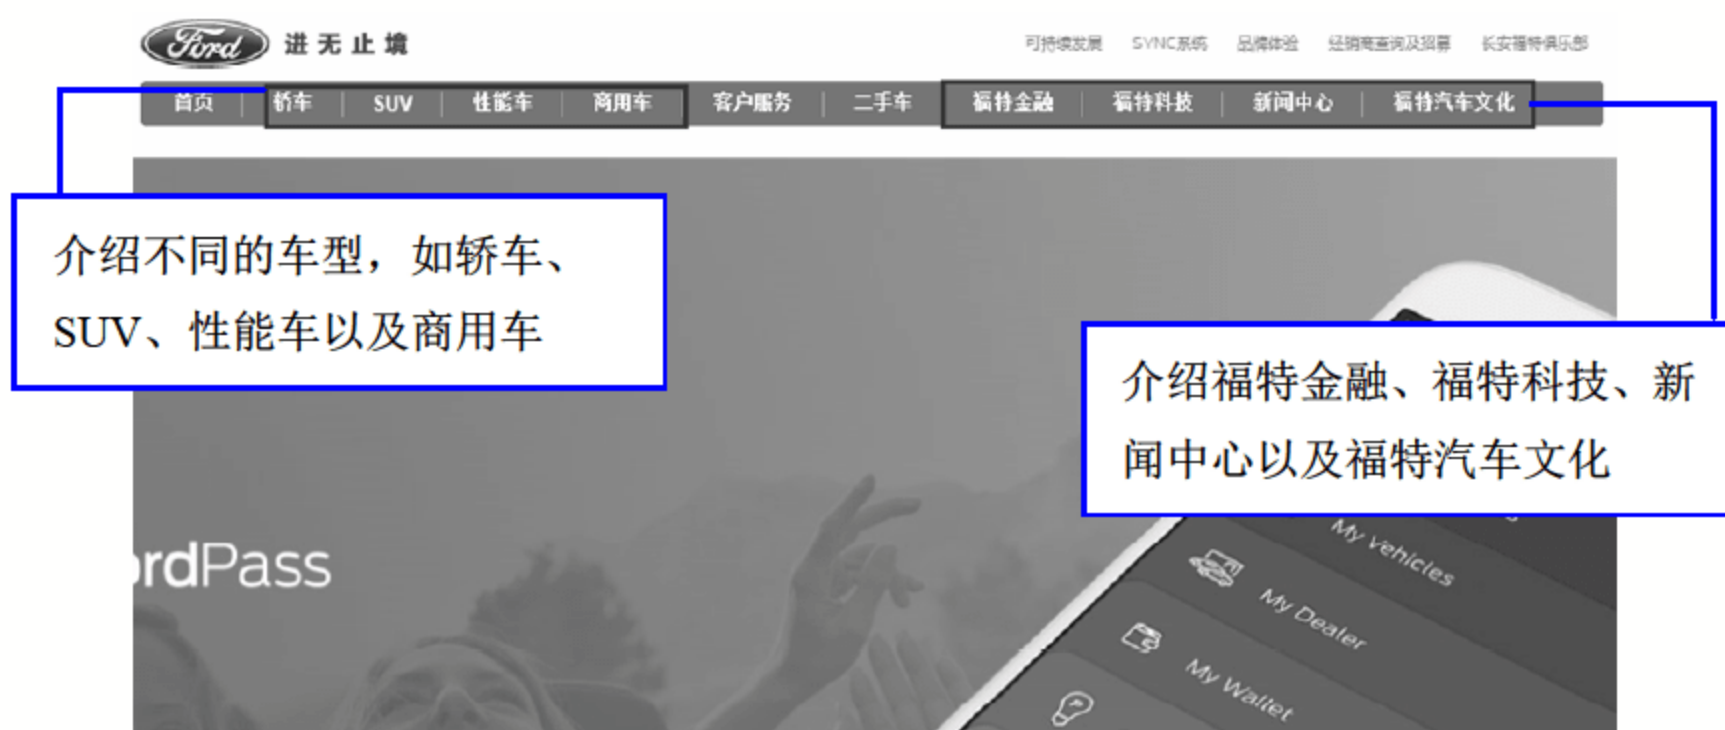 Ford 进无止境
可持续发展 SYNC系统 品牌体验 经销商查询及招募 长安福特俱乐部
首页 轿车 SUV 性能车 商用车 客户服务 二手车 福特金融 福特科技 新闻中心 福特汽车文化
介绍不同的车型，如轿车、
SUV、性能车以及商用车
介绍福特金融、福特科技、新
闻中心以及福特汽车文化
ordPass
My Vehicles
My Dealer
My Wallet